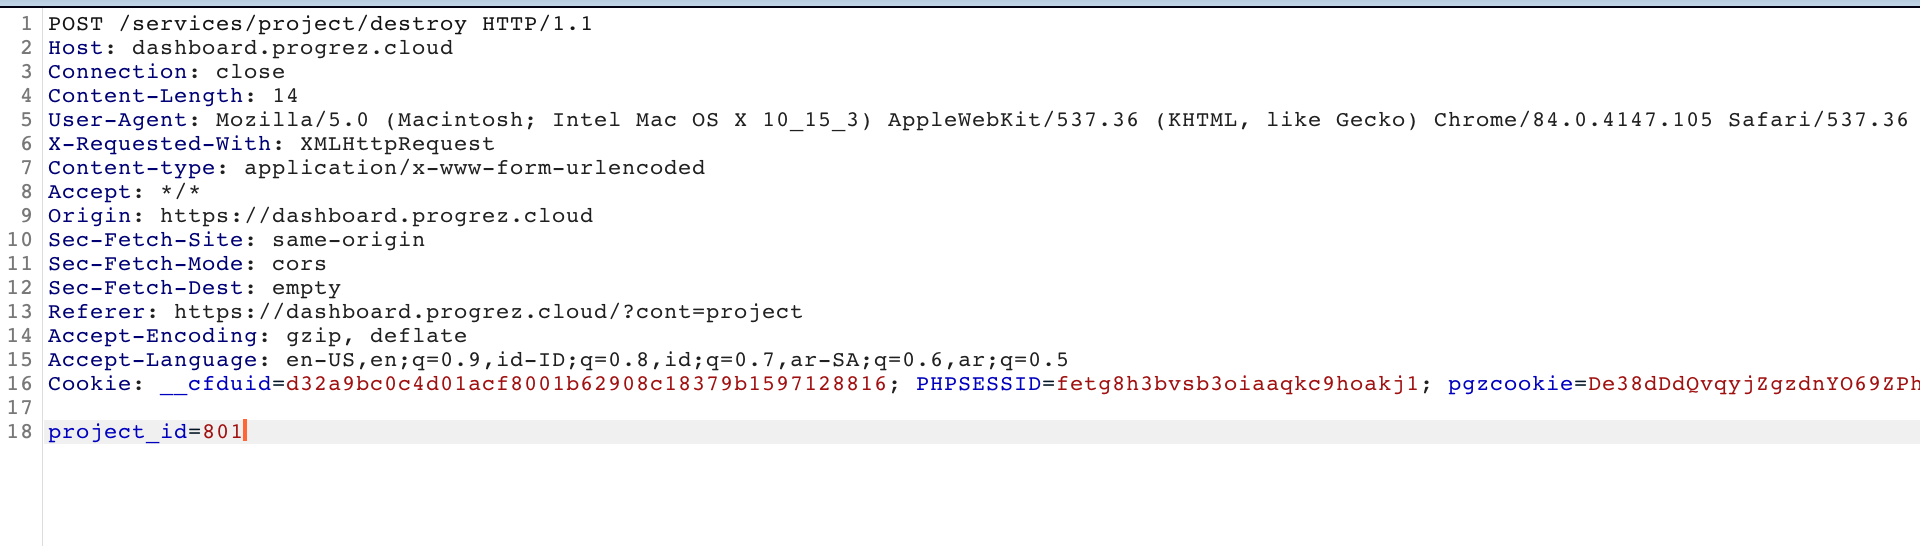 1 POST /services/project/destroy HTTP/1.1
2 Host: dashboard.progrez.cloud
3 Connection: close
4 Content-Length: 14
5 User-Agent: Mozilla/5.0 (Macintosh; Intel Mac OS X 10_15_3) AppleWebKit/537.36 (KHTML, like Gecko) Chrome/84.0.4147.105 Safari/537.36
6 X-Requested-With: XMLHttpRequest
7 Content-type: application/x-www-form-urlencoded
8 Accept: */*
9 Origin: https://dashboard.progrez.cloud
10 Sec-Fetch-Site: same-origin
11 Sec-Fetch-Mode: cors
12 Sec-Fetch-Dest: empty
13 Referer: https://dashboard.progrez.cloud/?cont=project
14 Accept-Encoding: gzip, deflate
15 Accept-Language: en-US,en;q=0.9,id-ID;q=0.8,id;q=0.7,ar-SA;q=0.6,ar;q=0.5
16 Cookie: __cfduid=d32a9bc0c4d01acf8001b62908c18379b1597128816; PHPSESSID=fetg8h3bvsb3oiaaqkc9hoakj1; pgzcookie=De38dDdQvqyjZgzdnYO69ZPh
17
18 project_id=801